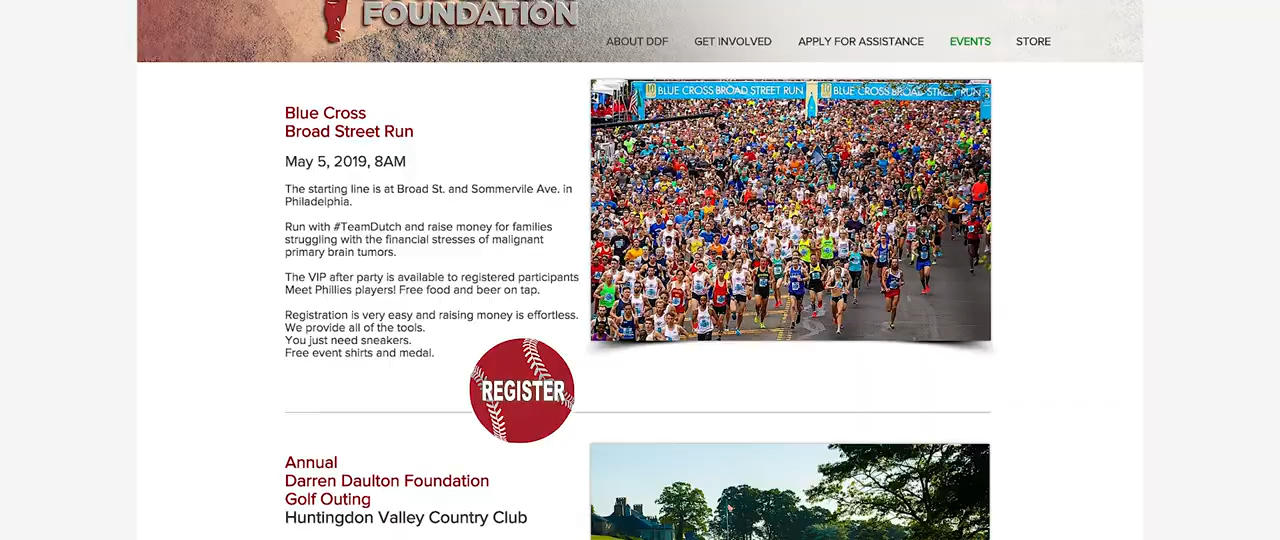 FOUNDATION
ABOUT DDF GET INVOLVED APPLY FOR ASSISTANCE EVENTS STORE
BLUE CROSS BROAD STREET RUN BLUE CROSS BROAD STREET RUN
Blue Cross
Broad Street Run
May 5, 2019, 8AM
The starting line is at Broad St. and Sommervile Ave. in
Philadelphia.
Run with #TeamDutch and raise money for families
struggling with the financial stresses of malignant
primary brain tumors.
The VIP after party is available to registered participants
Meet Phillies players! Free food and beer on tap.
Registration is very easy and raising money is effortless.
We provide all of the tools.
You just need sneakers.
Free event shirts and medal.
REGISTER
Annual
Darren Daulton Foundation
Golf Outing
Huntingdon Valley Country Club